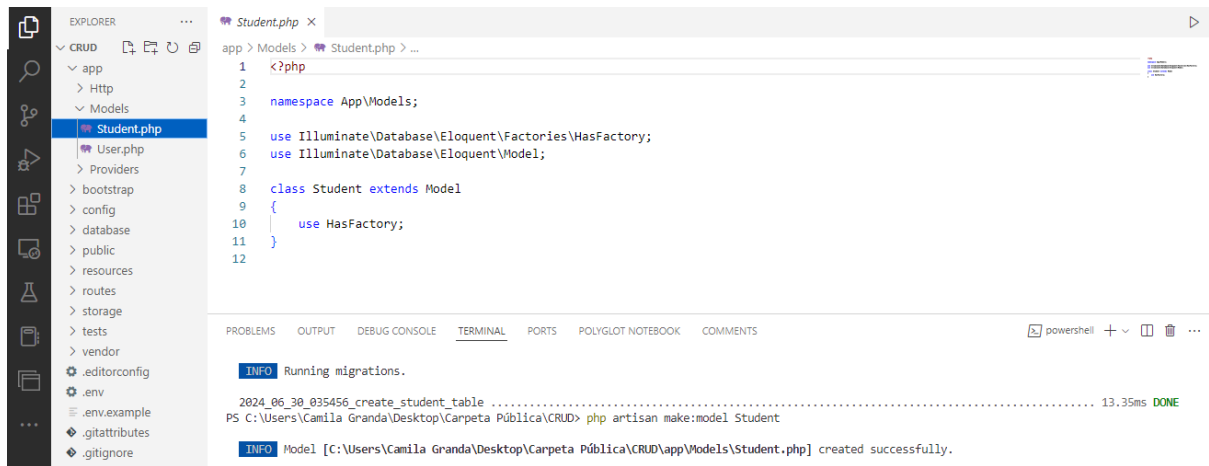 EXPLORER ...
CRUD
app
Http
Models
Student.php
User.php
Providers
bootstrap
config
database
public
resources
routes
storage
tests
vendor
.editorconfig
.env
.env.example
.gitattributes
.gitignore
Student.php
app > Models > Student.php > ...
1 <?php
2
3 namespace App\Models;
4
5 use Illuminate\Database\Eloquent\Factories\HasFactory;
6 use Illuminate\Database\Eloquent\Model;
7
8 class Student extends Model
9 {
10 use HasFactory;
11 }
12
PROBLEMS OUTPUT DEBUG CONSOLE TERMINAL PORTS POLYGLOT NOTEBOOK COMMENTS powershell
INFO Running migrations.
2024_06_30_035456_create_student_table ........................................................................................... 13.35ms DONE
PS C:\Users\Camila Granda\Desktop\Carpeta Pública\CRUD> php artisan make:model Student
INFO Model [C:\Users\Camila Granda\Desktop\Carpeta Pública\CRUD\app\Models\Student.php] created successfully.